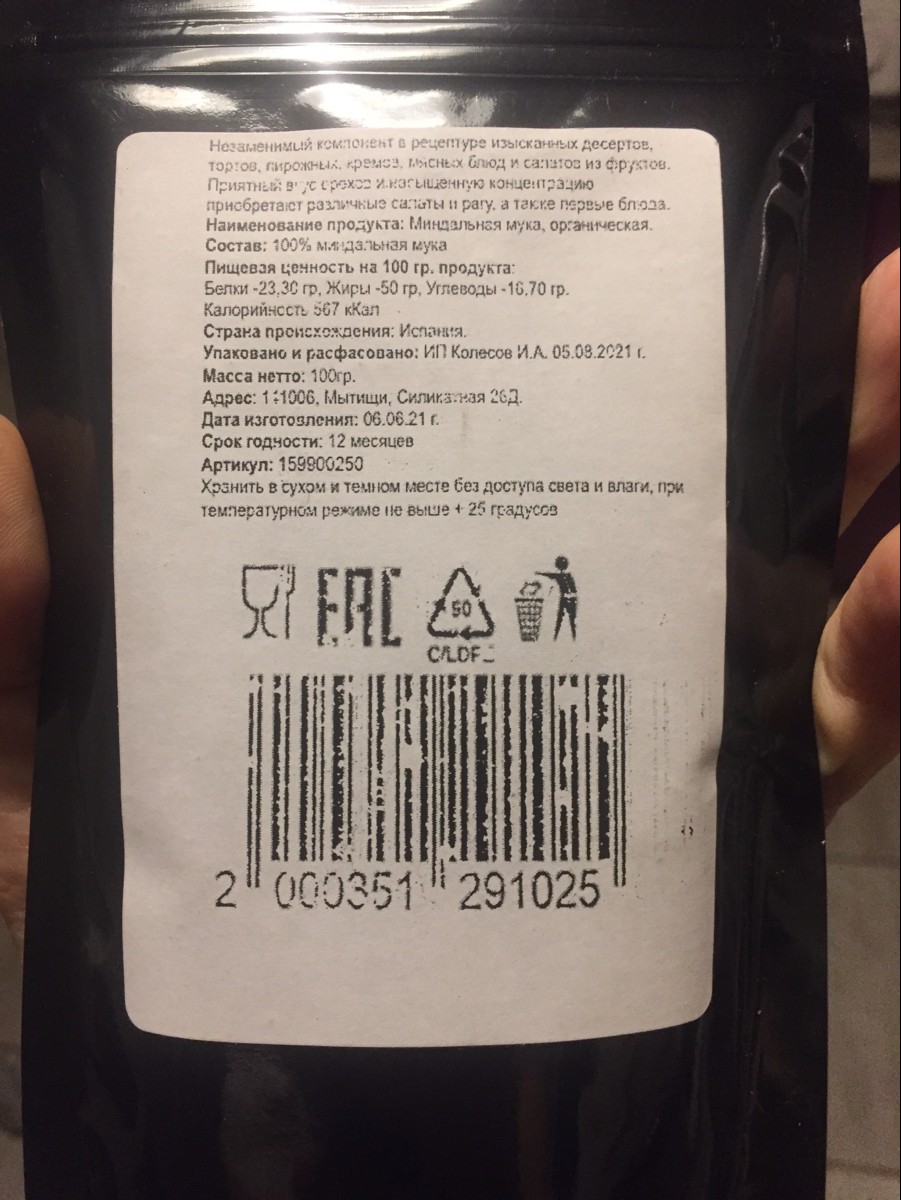 Незаменимый компонент в рецептуре изысканных десертов,
тортов, пирожных, кремов, мясных блюд и салатов из фруктов.
Приятный вкус орехов и насыщенную концентрацию
приобретают различные салаты и рагу, а также первые блюда.
Наименование продукта: Миндальная мука, органическая.
Состав: 100% миндальная мука
Пищевая ценность на 100 гр. продукта:
Белки -23,30 гр, Жиры -50 гр, Углеводы -16,70 гр.
Калорийность 567 кКал
Страна происхождения: Испания.
Упаковано и расфасовано: ИП Колесов И.А. 05.08.2021 г.
Масса нетто: 100гр.
Адрес: Мытищи, Силикатная
Дата изготовления: 06.06.21 г.
Срок годности: 12 месяцев
Артикул: 159900250
Хранить в сухом и темном месте без доступа света и влаги, при
температурном режиме не выше + 25 градусов
EAC
C/LDF
2 000351 291025